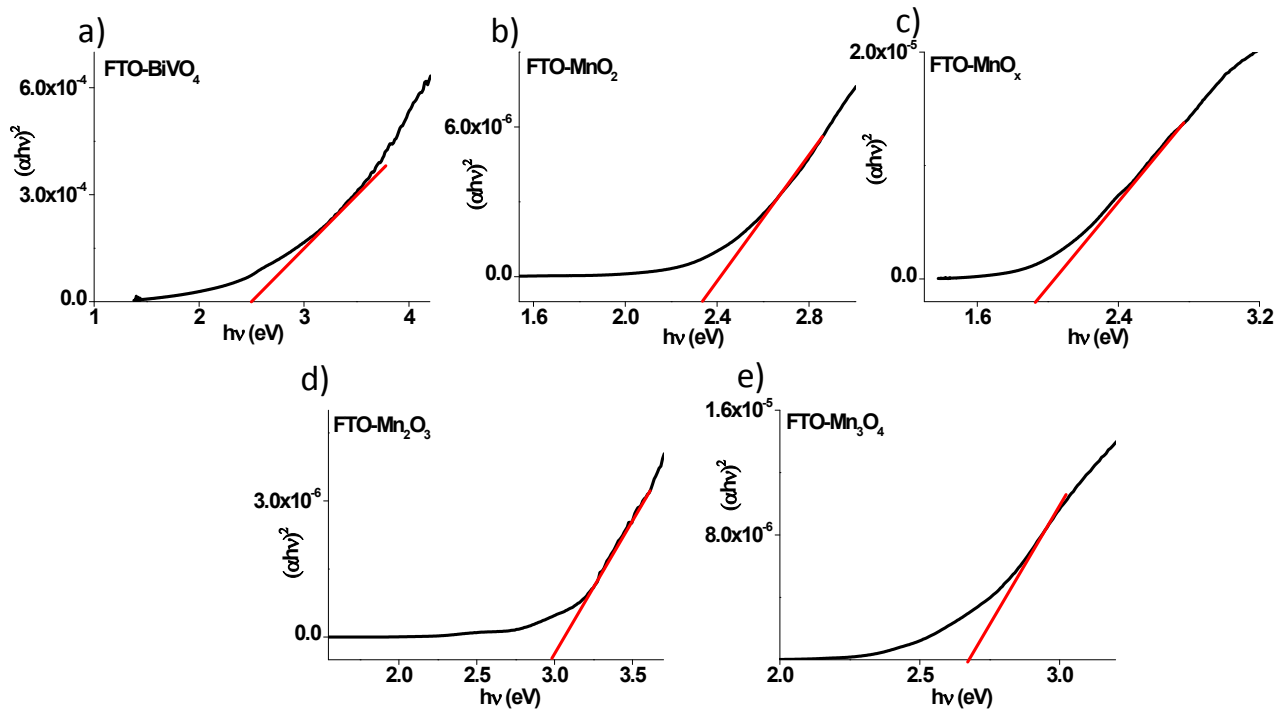 a)
FTO-BiVO₄
6.0x10⁻⁴
3.0x10⁻⁴
0.0
(αhν)²
1 2 3 4
hν (eV)
b)
FTO-MnO₂
6.0x10⁻⁶
0.0
(αhν)²
1.6 2.0 2.4 2.8
hν (eV)
c)
2.0x10⁻⁵
FTO-MnOₓ
0.0
(αhν)²
1.6 2.4 3.2
hν (eV)
d)
FTO-Mn₂O₃
3.0x10⁻⁶
0.0
(αhν)²
2.0 2.5 3.0 3.5
hν (eV)
e)
1.6x10⁻⁵
FTO-Mn₃O₄
8.0x10⁻⁶
(αhν)²
2.0 2.5 3.0
hν (eV)